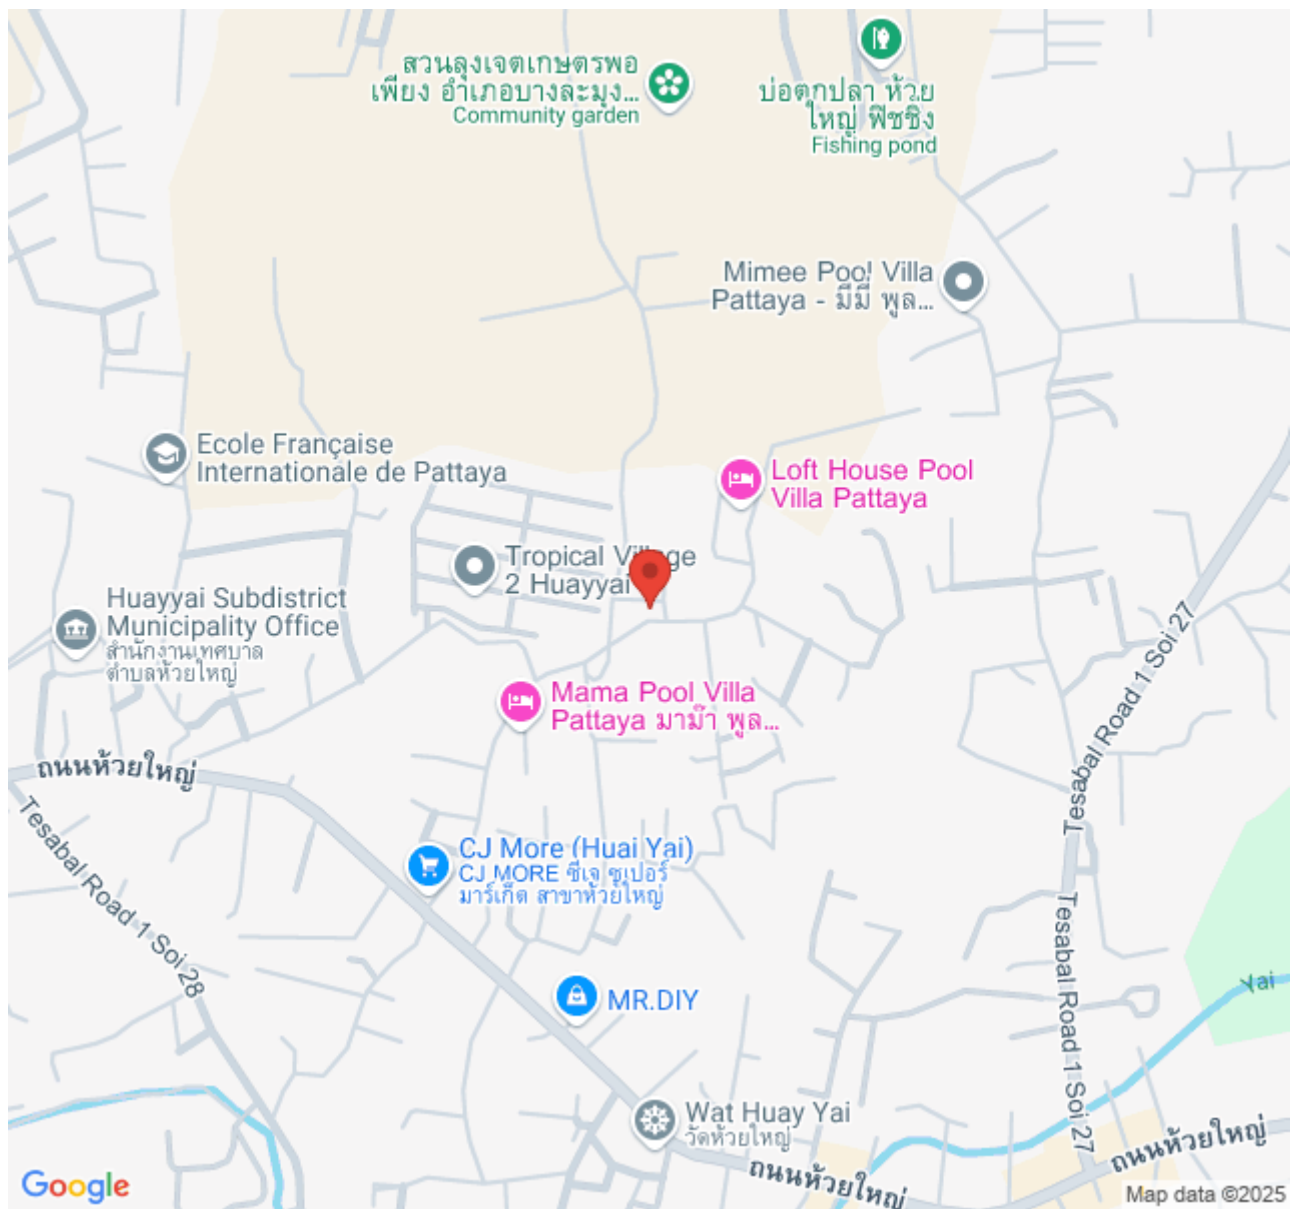 สวนลุงเจตเกษตรพอ
เพียง อำเภอบางละมุง...
Community garden
บ่อตกปลา ห้วย
ใหญ่ ฟิชชิง
Fishing pond
Mimee Pool Villa
Pattaya - มีมี่ พูล...
Ecole Française
Internationale de Pattaya
Loft House Pool
Villa Pattaya
Tropical Village
2 Huayyai
Huayyai Subdistrict
Municipality Office
สำนักงานเทศบาล
ตำบลห้วยใหญ่
Mama Pool Villa
Pattaya มาม๊า พูล...
Tesabal Road 1 Soi 27
ถนนห้วยใหญ่
Tesabal Road 1 Soi 28
CJ More (Huai Yai)
CJ MORE ซีเจ ซูเปอร์
มาร์เก็ต สาขาห้วยใหญ่
Tesabal Road 1 Soi 27
Yai
MR.DIY
Wat Huay Yai
วัดห้วยใหญ่
ถนนห้วยใหญ่
ถนนห้วยใหญ่
Google
Map data ©2025